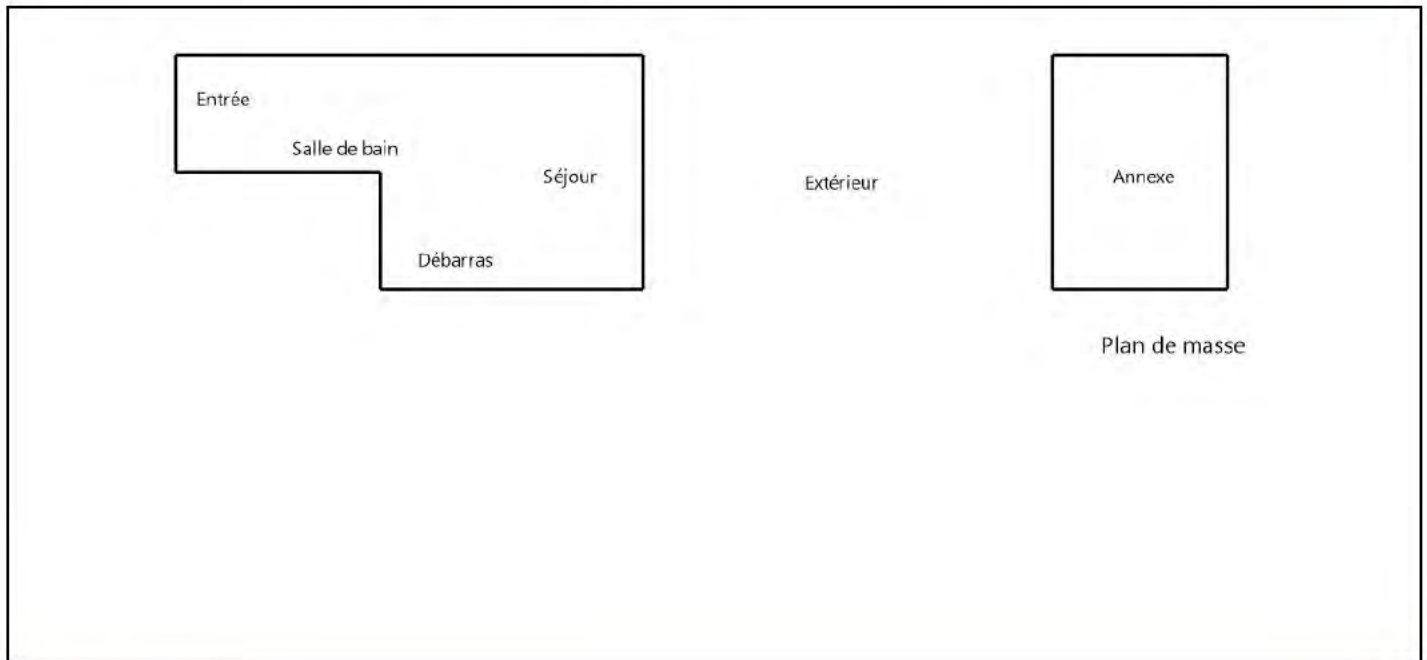 Entrée
Salle de bain
Séjour
Débarras
Extérieur
Annexe
Plan de masse